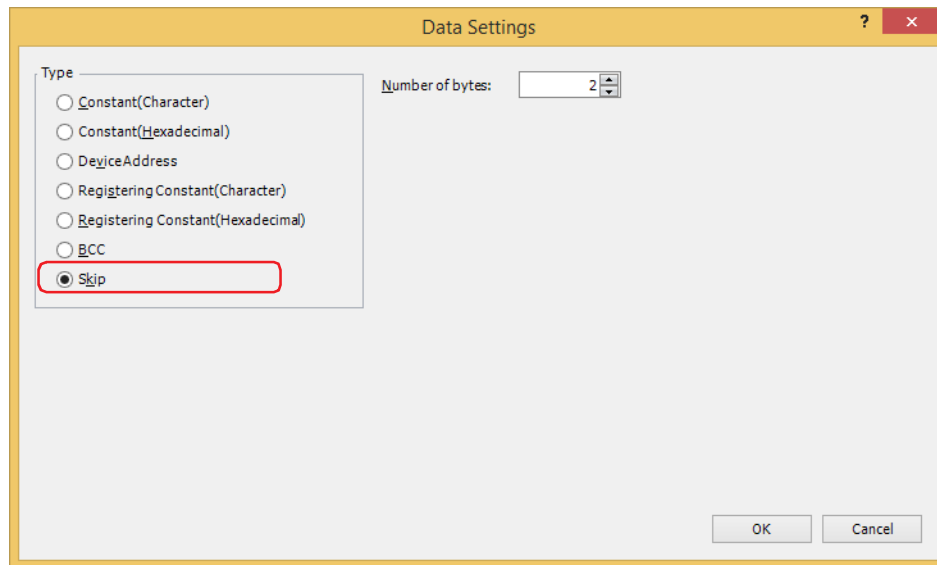 Data Settings
?
×
Type
Constant(Character)
Constant(Hexadecimal)
DeviceAddress
Registering Constant(Character)
Registering Constant(Hexadecimal)
BCC
Skip
Number of bytes:
2
OK
Cancel